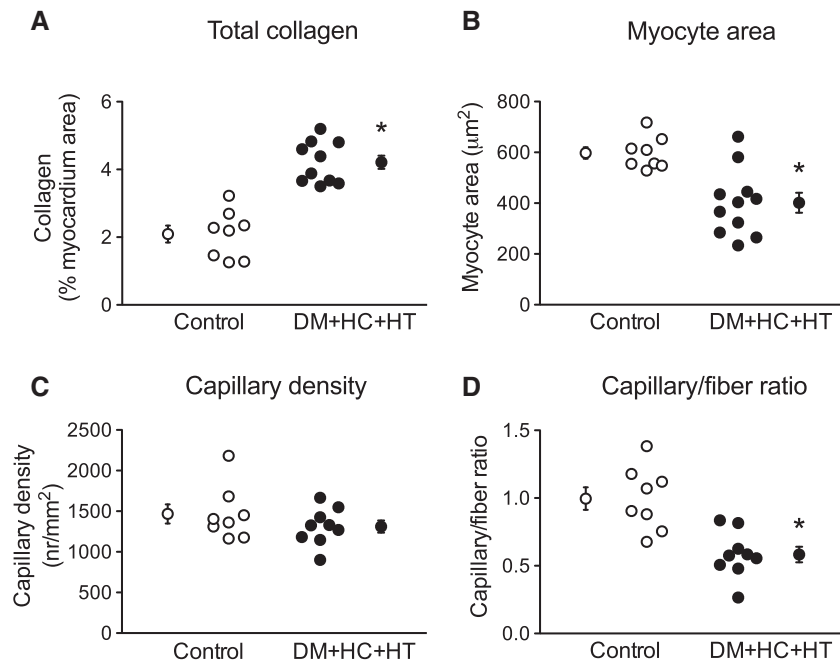 A
Total collagen
Collagen
(% myocardium area)
6
4
2
0
*
Control
DM+HC+HT
B
Myocyte area
Myocyte area (μm²)
800
600
400
200
0
*
Control
DM+HC+HT
C
Capillary density
Capillary density
(nr/mm²)
2500
2000
1500
1000
500
0
Control
DM+HC+HT
D
Capillary/fiber ratio
Capillary/fiber ratio
1.5
1.0
0.5
0.0
*
Control
DM+HC+HT